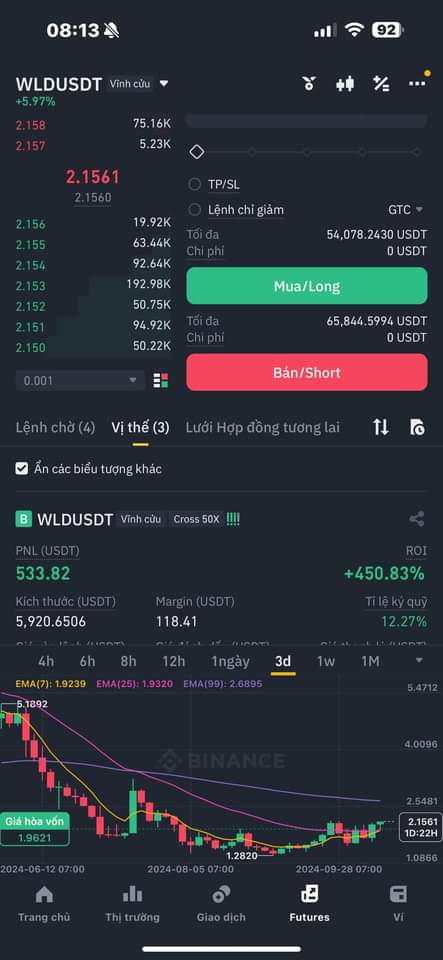 08:13
92
WLDUSDT Vĩnh cửu
+5.97%
2.158 75.16K
2.157 5.23K
2.1561
2.1560
2.156 19.92K
2.155 63.44K
2.154 92.64K
2.153 192.98K
2.152 50.75K
2.151 94.92K
2.150 50.22K
0.001
TP/SL
Lệnh chỉ giảm GTC
Tối đa 54,078.2430 USDT
Chi phí 0 USDT
Mua/Long
Tối đa 65,844.5994 USDT
Chi phí 0 USDT
Bán/Short
Lệnh chờ (4) Vị thế (3) Lưới Hợp đồng tương lai
Ẩn các biểu tượng khác
B WLDUSDT Vĩnh cửu Cross 50X !!!!
PNL (USDT) ROI
533.82 +450.83%
Kích thước (USDT) Margin (USDT) Tỉ lệ ký quỹ
5,920.6506 118.41 12.27%
4h 6h 8h 12h 1ngày 3d 1w 1M
EMA(7): 1.9239 EMA(25): 1.9320 EMA(99): 2.6895
5.4712
5.1892
4.0096
BINANCE
2.5481
Giá hòa vốn
1.9621
2.1561
1D:22H
1.2820
1.0866
2024-06-12 07:00 2024-08-05 07:00 2024-09-28 07:00
Trang chủ Thị trường Giao dịch Futures Ví